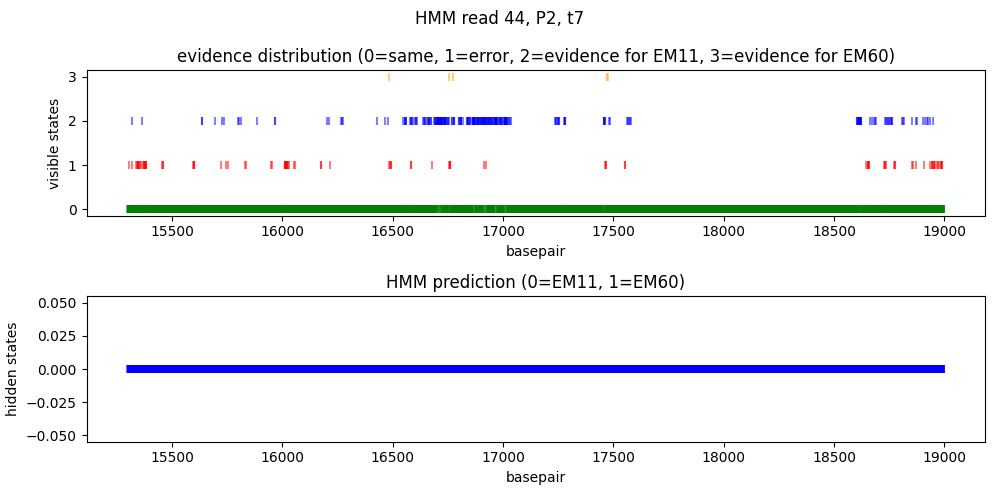 HMM read 44, P2, t7
evidence distribution (0=same, 1=error, 2=evidence for EM11, 3=evidence for EM60)
3
2
1
0
visible states
15500 16000 16500 17000 17500 18000 18500 19000
basepair
HMM prediction (0=EM11, 1=EM60)
0.050
0.025
0.000
−0.025
−0.050
hidden states
15500 16000 16500 17000 17500 18000 18500 19000
basepair